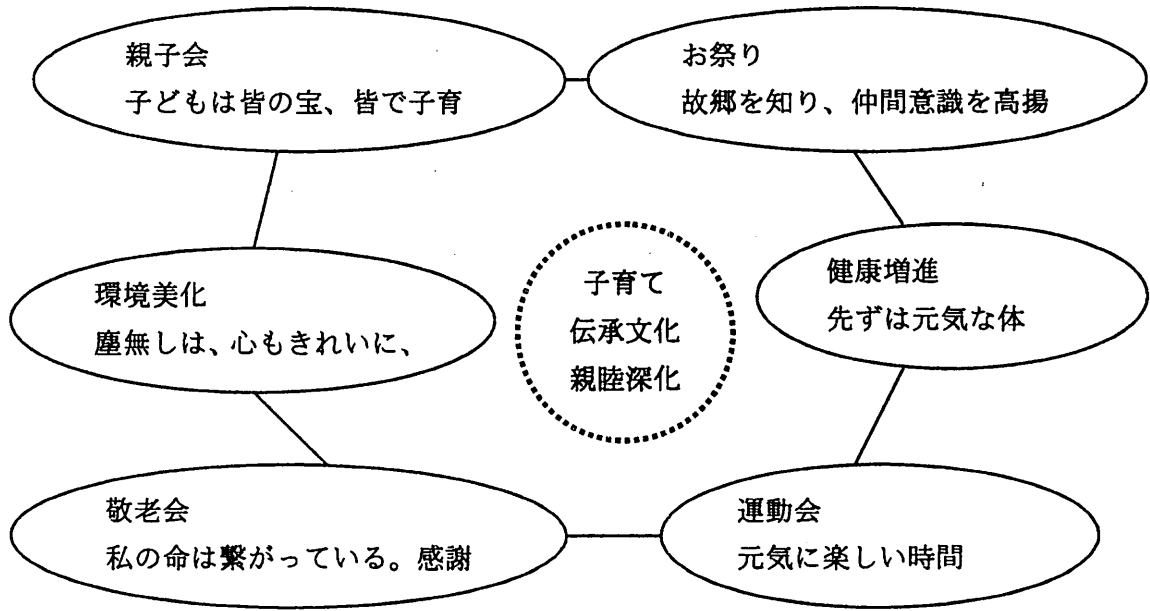 親子会
子どもは皆の宝、皆で子育
お祭り
故郷を知り、仲間意識を高揚
環境美化
塵無しは、心もきれいに、
子育て
伝承文化
親睦深化
健康増進
先ずは元気な体
敬老会
私の命は繋がっている。感謝
運動会
元気に楽しい時間